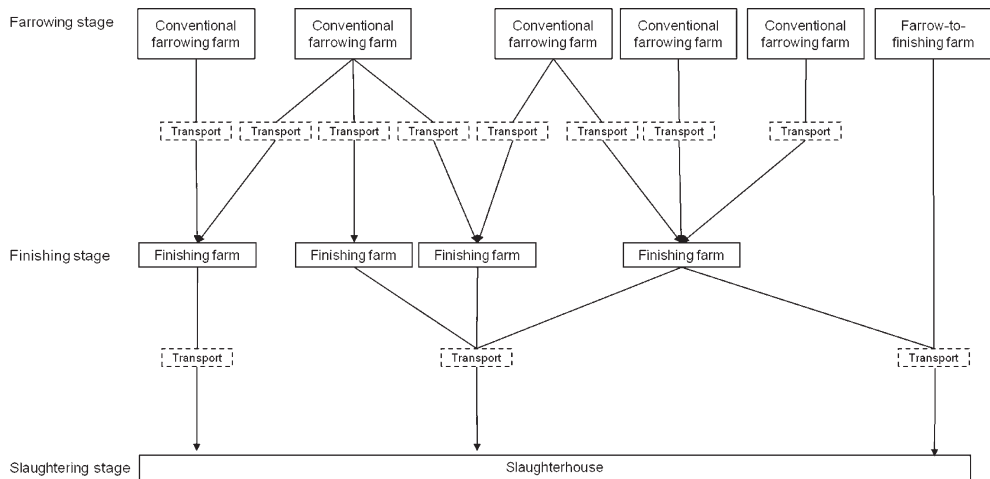 Farrowing stage
Conventional
farrowing farm
Conventional
farrowing farm
Conventional
farrowing farm
Conventional
farrowing farm
Conventional
farrowing farm
Farrow-to-
finishing farm
Transport
Transport
Transport
Transport
Transport
Transport
Transport
Transport
Finishing stage
Finishing farm
Finishing farm
Finishing farm
Finishing farm
Transport
Transport
Transport
Slaughtering stage
Slaughterhouse